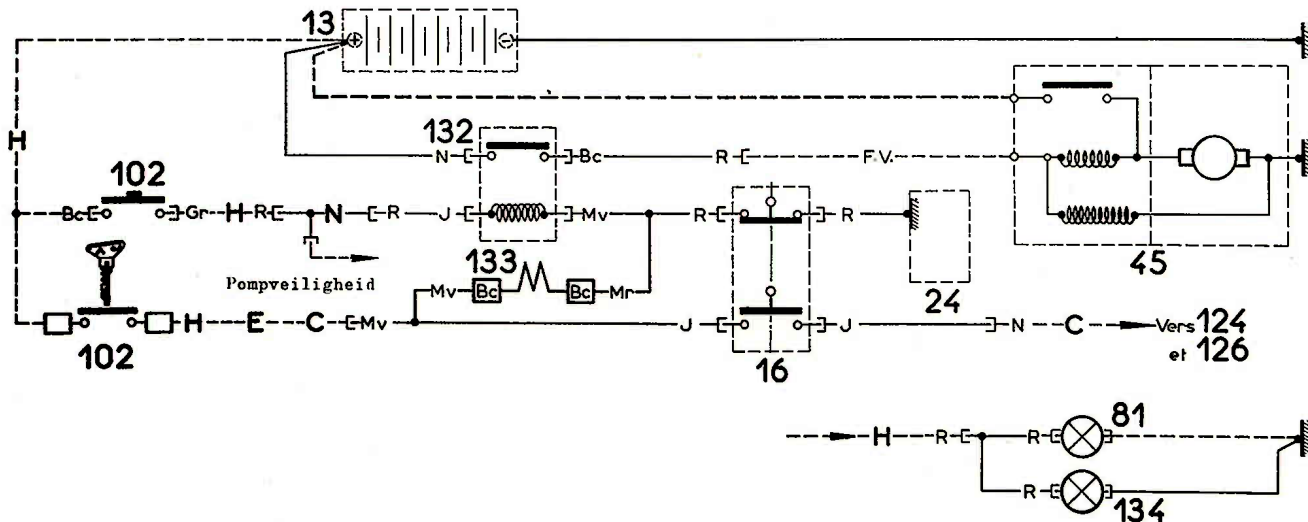 13
H
132
N
Bc
R
F.V.
102
Bc
Gr
H
R
N
R
J
Mv
R
R
45
Pompveiligheid
133
Mv
Bc
Bc
Mr
24
H
E
C
Mv
J
J
N
C
Vers 124
et 126
102
16
81
H
R
R
R
134